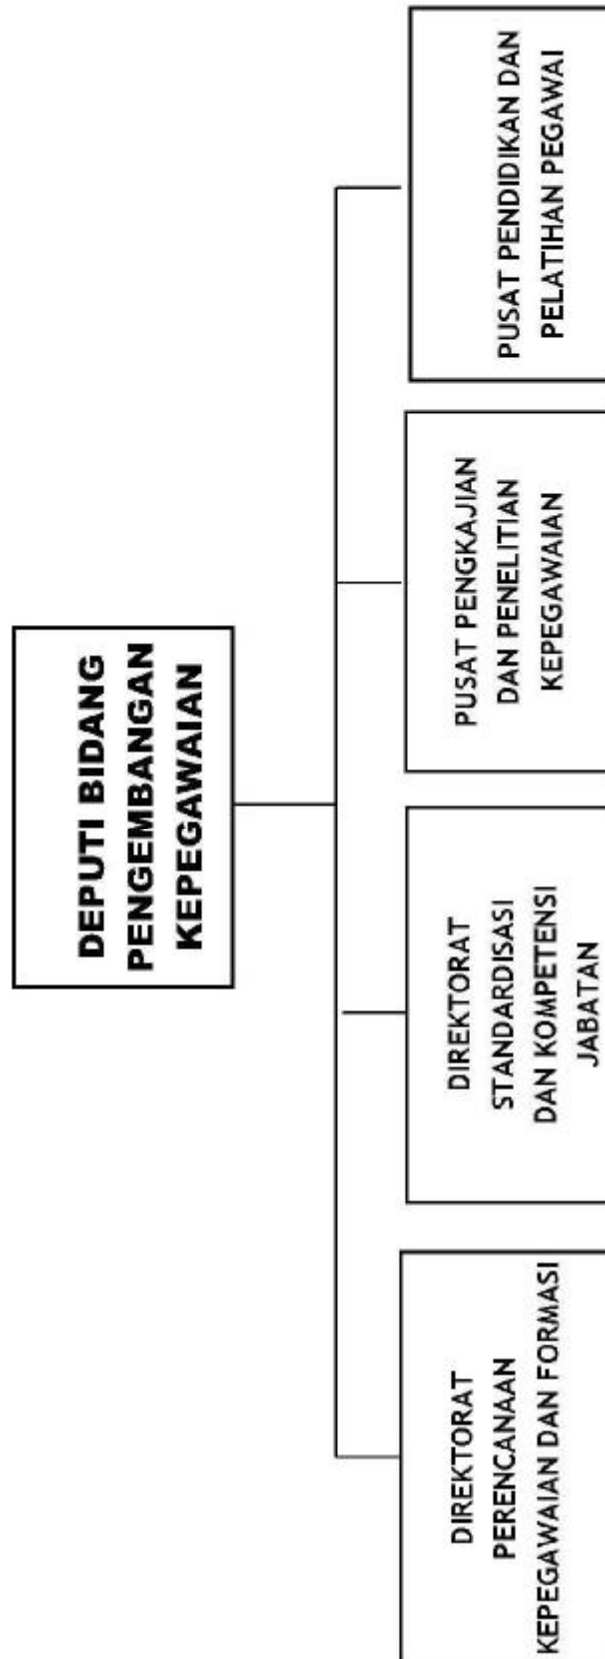 DEPUTI BIDANG
PENGEMBANGAN
KEPEGAWAIAN
DIREKTORAT
PERENCANAAN
KEPEGAWAIAN DAN FORMASI
DIREKTORAT
STANDARDISASI
DAN KOMPETENSI
JABATAN
PUSAT PENGKAJIAN
DAN PENELITIAN
KEPEGAWAIAN
PUSAT PENDIDIKAN DAN
PELATIHAN PEGAWAI